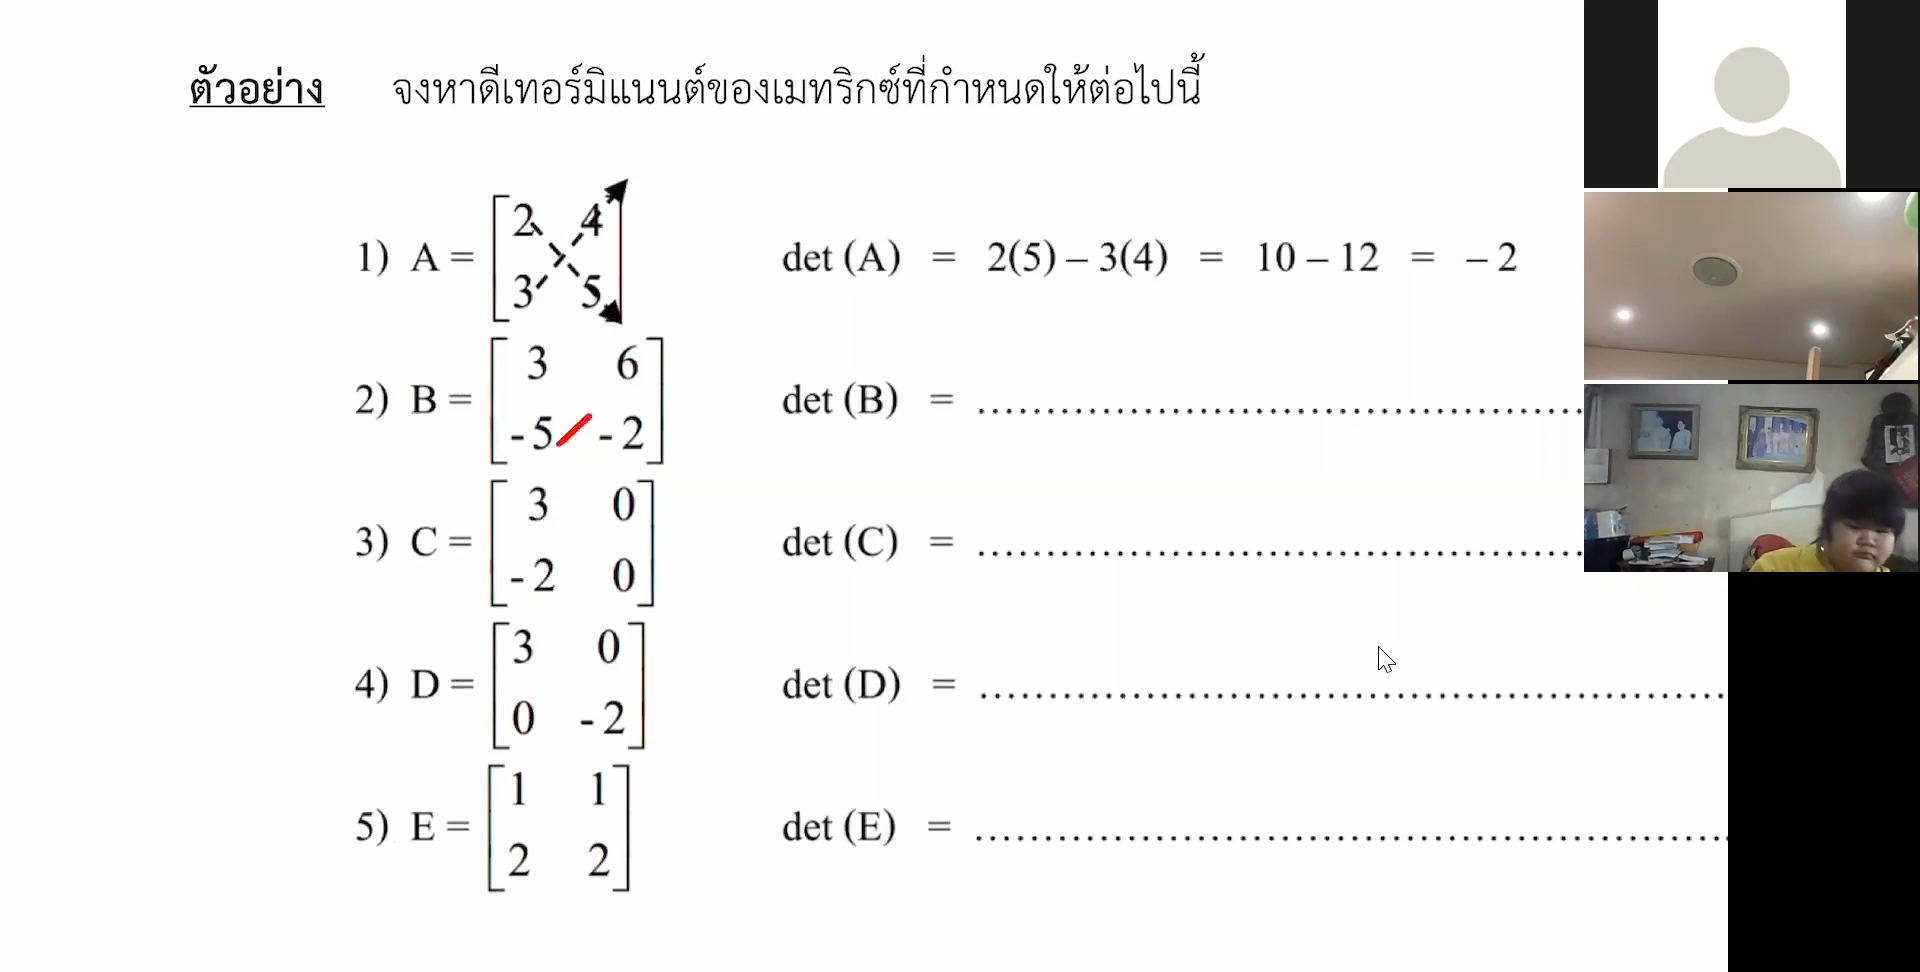 ตัวอย่าง จงหาดีเทอร์มิแนนต์ของเมทริกซ์ที่กำหนดให้ต่อไปนี้
1) A = [2 4
3 5] det (A) = 2(5) – 3(4) = 10 – 12 = – 2
2) B = [3 6
-5 -2] det (B) = ........................................
3) C = [3 0
-2 0] det (C) = ........................................
4) D = [3 0
0 -2] det (D) = ........................................
5) E = [1 1
2 2] det (E) = ........................................